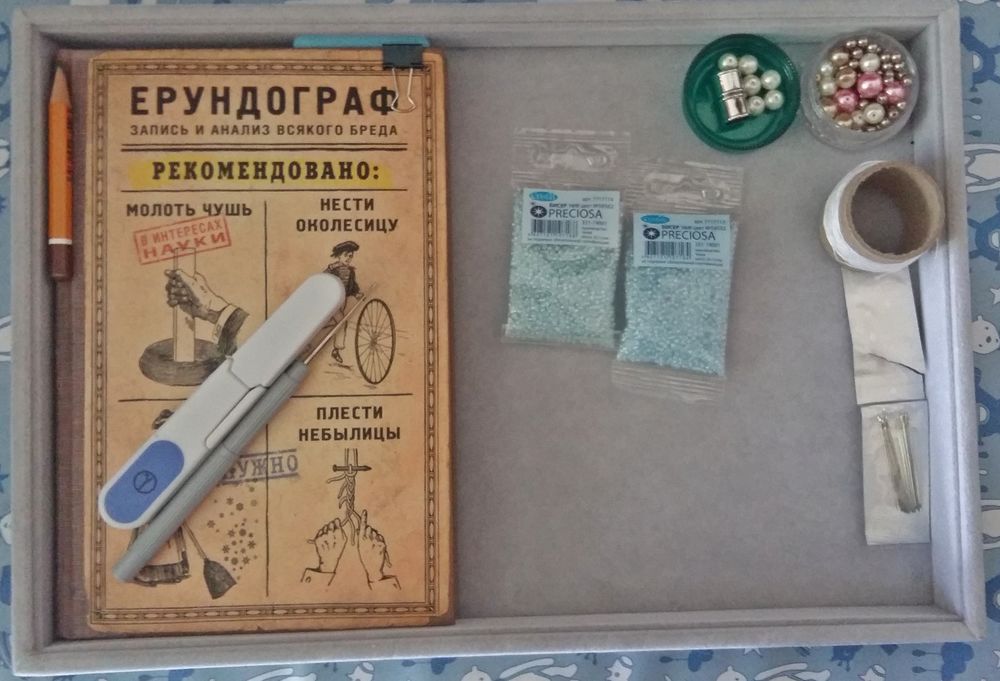 ЕРУНДОГРАФ
ЗАПИСЬ И АНАЛИЗ ВСЯКОГО БРЕДА
РЕКОМЕНДОВАНО:
МОЛОТЬ ЧУШЬ
В ИНТЕРЕСАХ
НАУКИ
НЕСТИ
ОКОЛЕСИЦУ
ПЛЕСТИ
НЕБЫЛИЦЫ
PRECIOSA
PRECIOSA